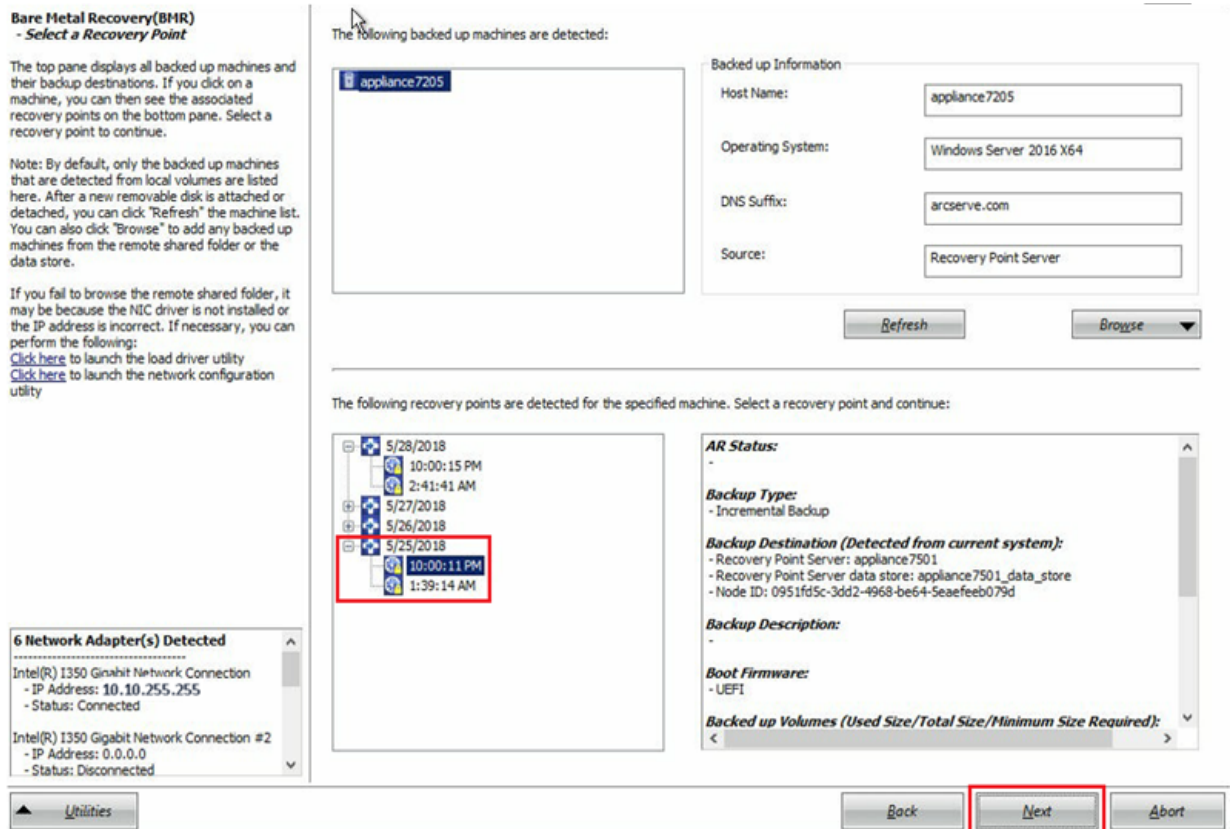 Bare Metal Recovery(BMR)
- Select a Recovery Point
The top pane displays all backed up machines and
their backup destinations. If you click on a
machine, you can then see the associated
recovery points on the bottom pane. Select a
recovery point to continue.
Note: By default, only the backed up machines
that are detected from local volumes are listed
here. After a new removable disk is attached or
detached, you can click "Refresh" the machine list.
You can also click "Browse" to add any backed up
machines from the remote shared folder or the
data store.
If you fail to browse the remote shared folder, it
may be because the NIC driver is not installed or
the IP address is incorrect. If necessary, you can
perform the following:
Click here to launch the load driver utility
Click here to launch the network configuration
utility
6 Network Adapter(s) Detected
-----------------------------------
Intel(R) I350 Gigabit Network Connection
- IP Address: 10.10.255.255
- Status: Connected
Intel(R) I350 Gigabit Network Connection #2
- IP Address: 0.0.0.0
- Status: Disconnected
The following backed up machines are detected:
appliance7205
Backed up Information
Host Name: appliance7205
Operating System: Windows Server 2016 X64
DNS Suffix: arcserve.com
Source: Recovery Point Server
Refresh Browse
The following recovery points are detected for the specified machine. Select a recovery point and continue:
5/28/2018
10:00:15 PM
2:41:41 AM
5/27/2018
5/26/2018
5/25/2018
10:00:11 PM
1:39:14 AM
AR Status:
-
Backup Type:
- Incremental Backup
Backup Destination (Detected from current system):
- Recovery Point Server: appliance7501
- Recovery Point Server data store: appliance7501_data_store
- Node ID: 0951fd5c-3dd2-4968-be64-5eaefeeb079d
Backup Description:
-
Boot Firmware:
- UEFI
Backed up Volumes (Used Size/Total Size/Minimum Size Required):
Utilities Back Next Abort